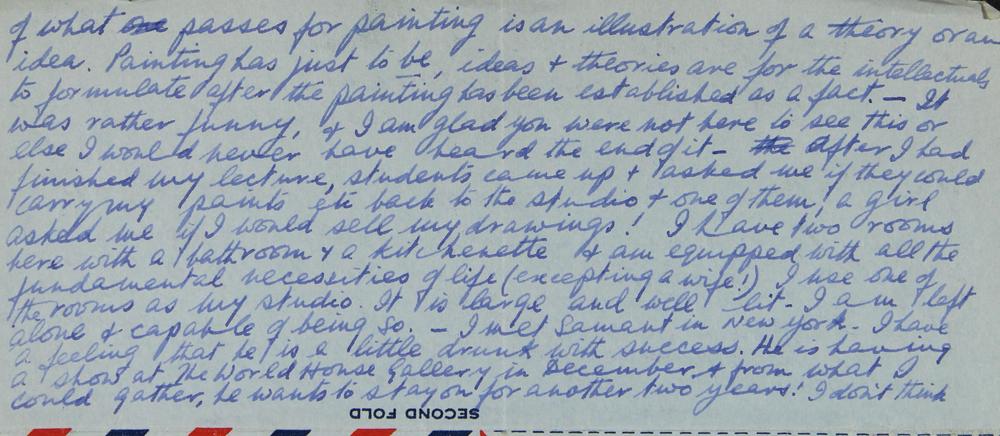 of what one passes for painting is an illustration of a theory or an
idea. Painting has just to be, ideas & theories are for the intellectuals
to formulate after the painting has been established as a fact. — It
was rather funny, & I am glad you were not here to see this or
else I would never have heard the end of it — the After I had
finished my lecture, students came up & asked me if they could
carry my paints etc back to the studio & one of them, a girl
asked me if I would sell my drawings! I have two rooms
here with a bathroom & a kitchenette & am equipped with all the
fundamental necessities of life (excepting a wife!) I use one of
the rooms as my studio. It is large and well lit - I am left
alone & capable of being so. — I met Samant in New York. I have
a feeling that he is a little drunk with success. He is having
a show at the World House Gallery in December, & from what I
could gather, he wants to stay on for another two years! I don't think
SECOND FOLD